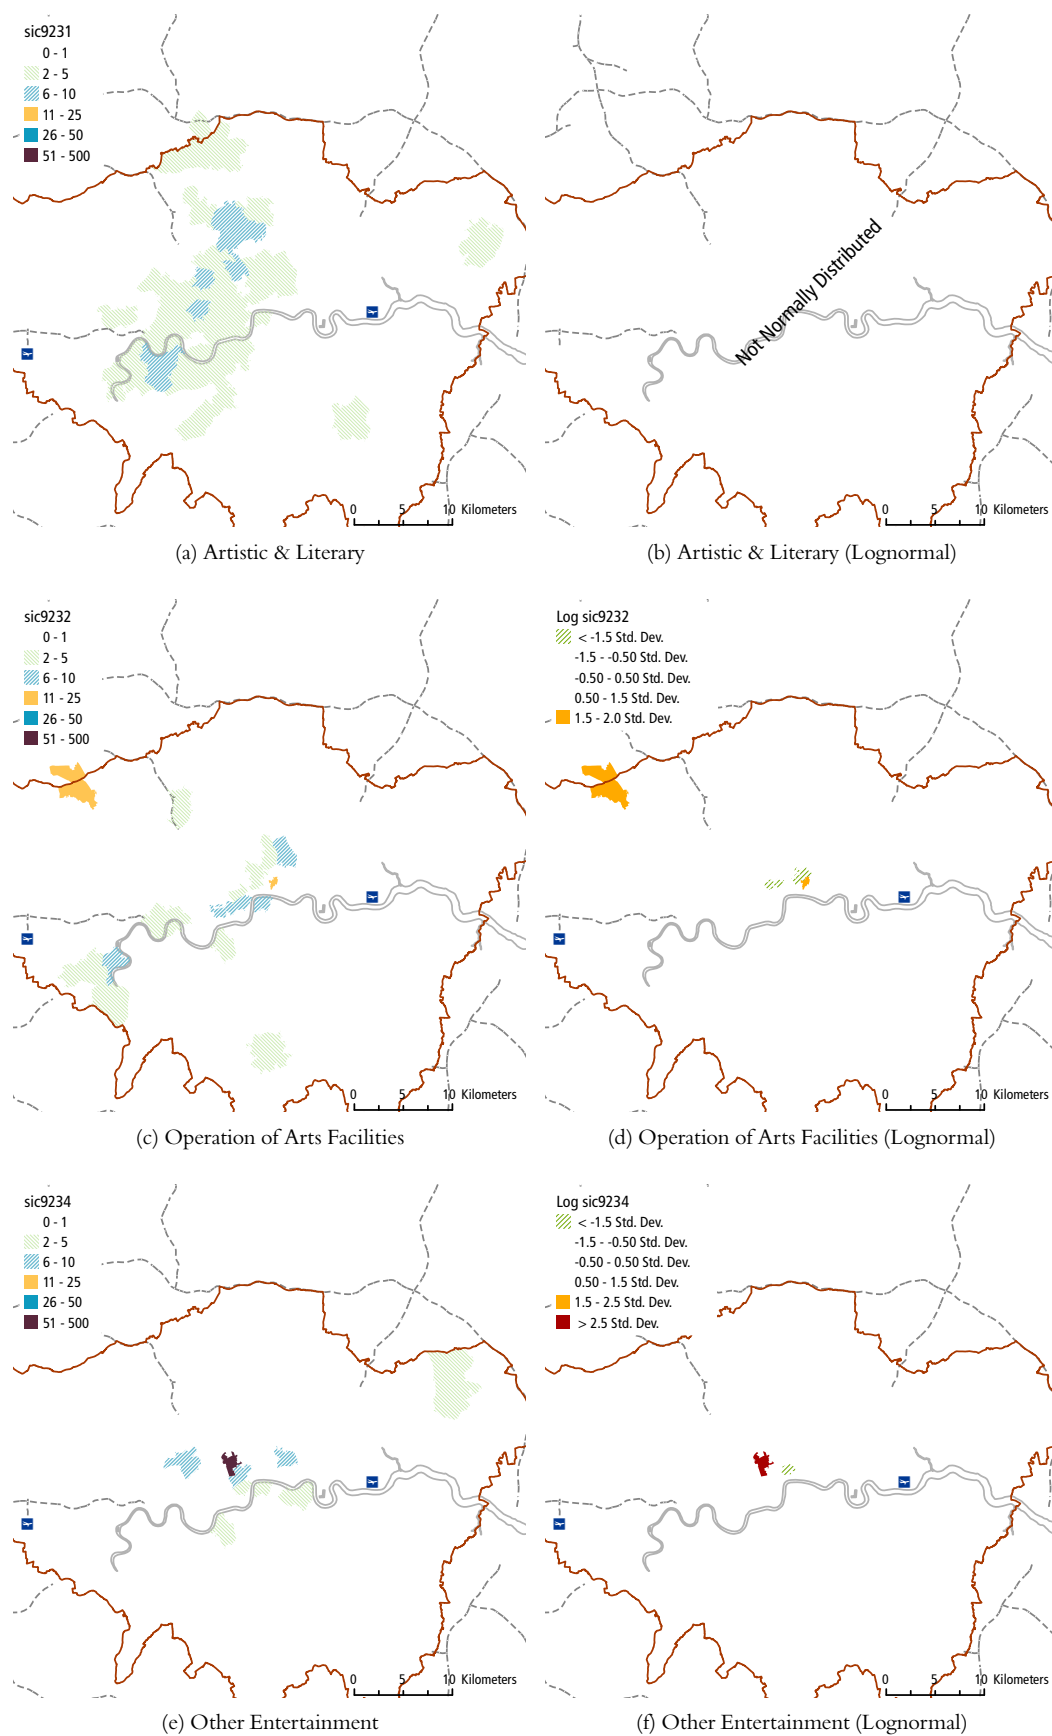 sic9231
0 - 1
2 - 5
6 - 10
11 - 25
26 - 50
51 - 500
0 5 10 Kilometers
(a) Artistic & Literary
Not Normally Distributed
0 5 10 Kilometers
(b) Artistic & Literary (Lognormal)
sic9232
0 - 1
2 - 5
6 - 10
11 - 25
26 - 50
51 - 500
0 5 10 Kilometers
(c) Operation of Arts Facilities
Log sic9232
< -1.5 Std. Dev.
-1.5 - -0.50 Std. Dev.
-0.50 - 0.50 Std. Dev.
0.50 - 1.5 Std. Dev.
1.5 - 2.0 Std. Dev.
0 5 10 Kilometers
(d) Operation of Arts Facilities (Lognormal)
sic9234
0 - 1
2 - 5
6 - 10
11 - 25
26 - 50
51 - 500
0 5 10 Kilometers
(e) Other Entertainment
Log sic9234
< -1.5 Std. Dev.
-1.5 - -0.50 Std. Dev.
-0.50 - 0.50 Std. Dev.
0.50 - 1.5 Std. Dev.
1.5 - 2.5 Std. Dev.
> 2.5 Std. Dev.
0 5 10 Kilometers
(f) Other Entertainment (Lognormal)